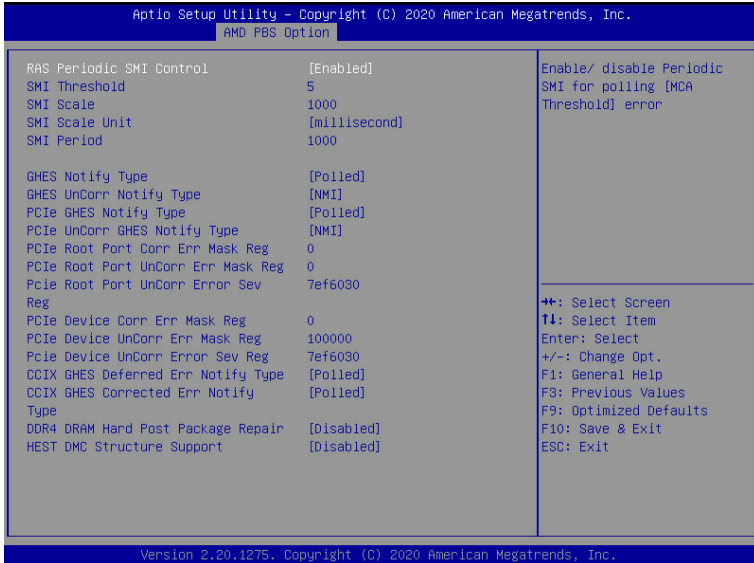 Aptio Setup Utility – Copyright (C) 2020 American Megatrends, Inc.
AMD PBS Option
RAS Periodic SMI Control [Enabled]
SMI Threshold 5
SMI Scale 1000
SMI Scale Unit [millisecond]
SMI Period 1000
GHES Notify Type [Polled]
GHES UnCorr Notify Type [NMI]
PCIe GHES Notify Type [Polled]
PCIe UnCorr GHES Notify Type [NMI]
PCIe Root Port Corr Err Mask Reg 0
PCIe Root Port UnCorr Err Mask Reg 0
Pcie Root Port UnCorr Error Sev 7ef6030
Reg
PCIe Device Corr Err Mask Reg 0
PCIe Device UnCorr Err Mask Reg 100000
Pcie Device UnCorr Error Sev Reg 7ef6030
CCIX GHES Deferred Err Notify Type [Polled]
CCIX GHES Corrected Err Notify [Polled]
Type
DDR4 DRAM Hard Post Package Repair [Disabled]
HEST DMC Structure Support [Disabled]
Enable/ disable Periodic
SMI for polling [MCA
Threshold] error
→←: Select Screen
↑↓: Select Item
Enter: Select
+/-: Change Opt.
F1: General Help
F3: Previous Values
F9: Optimized Defaults
F10: Save & Exit
ESC: Exit
Version 2.20.1275. Copyright (C) 2020 American Megatrends, Inc.